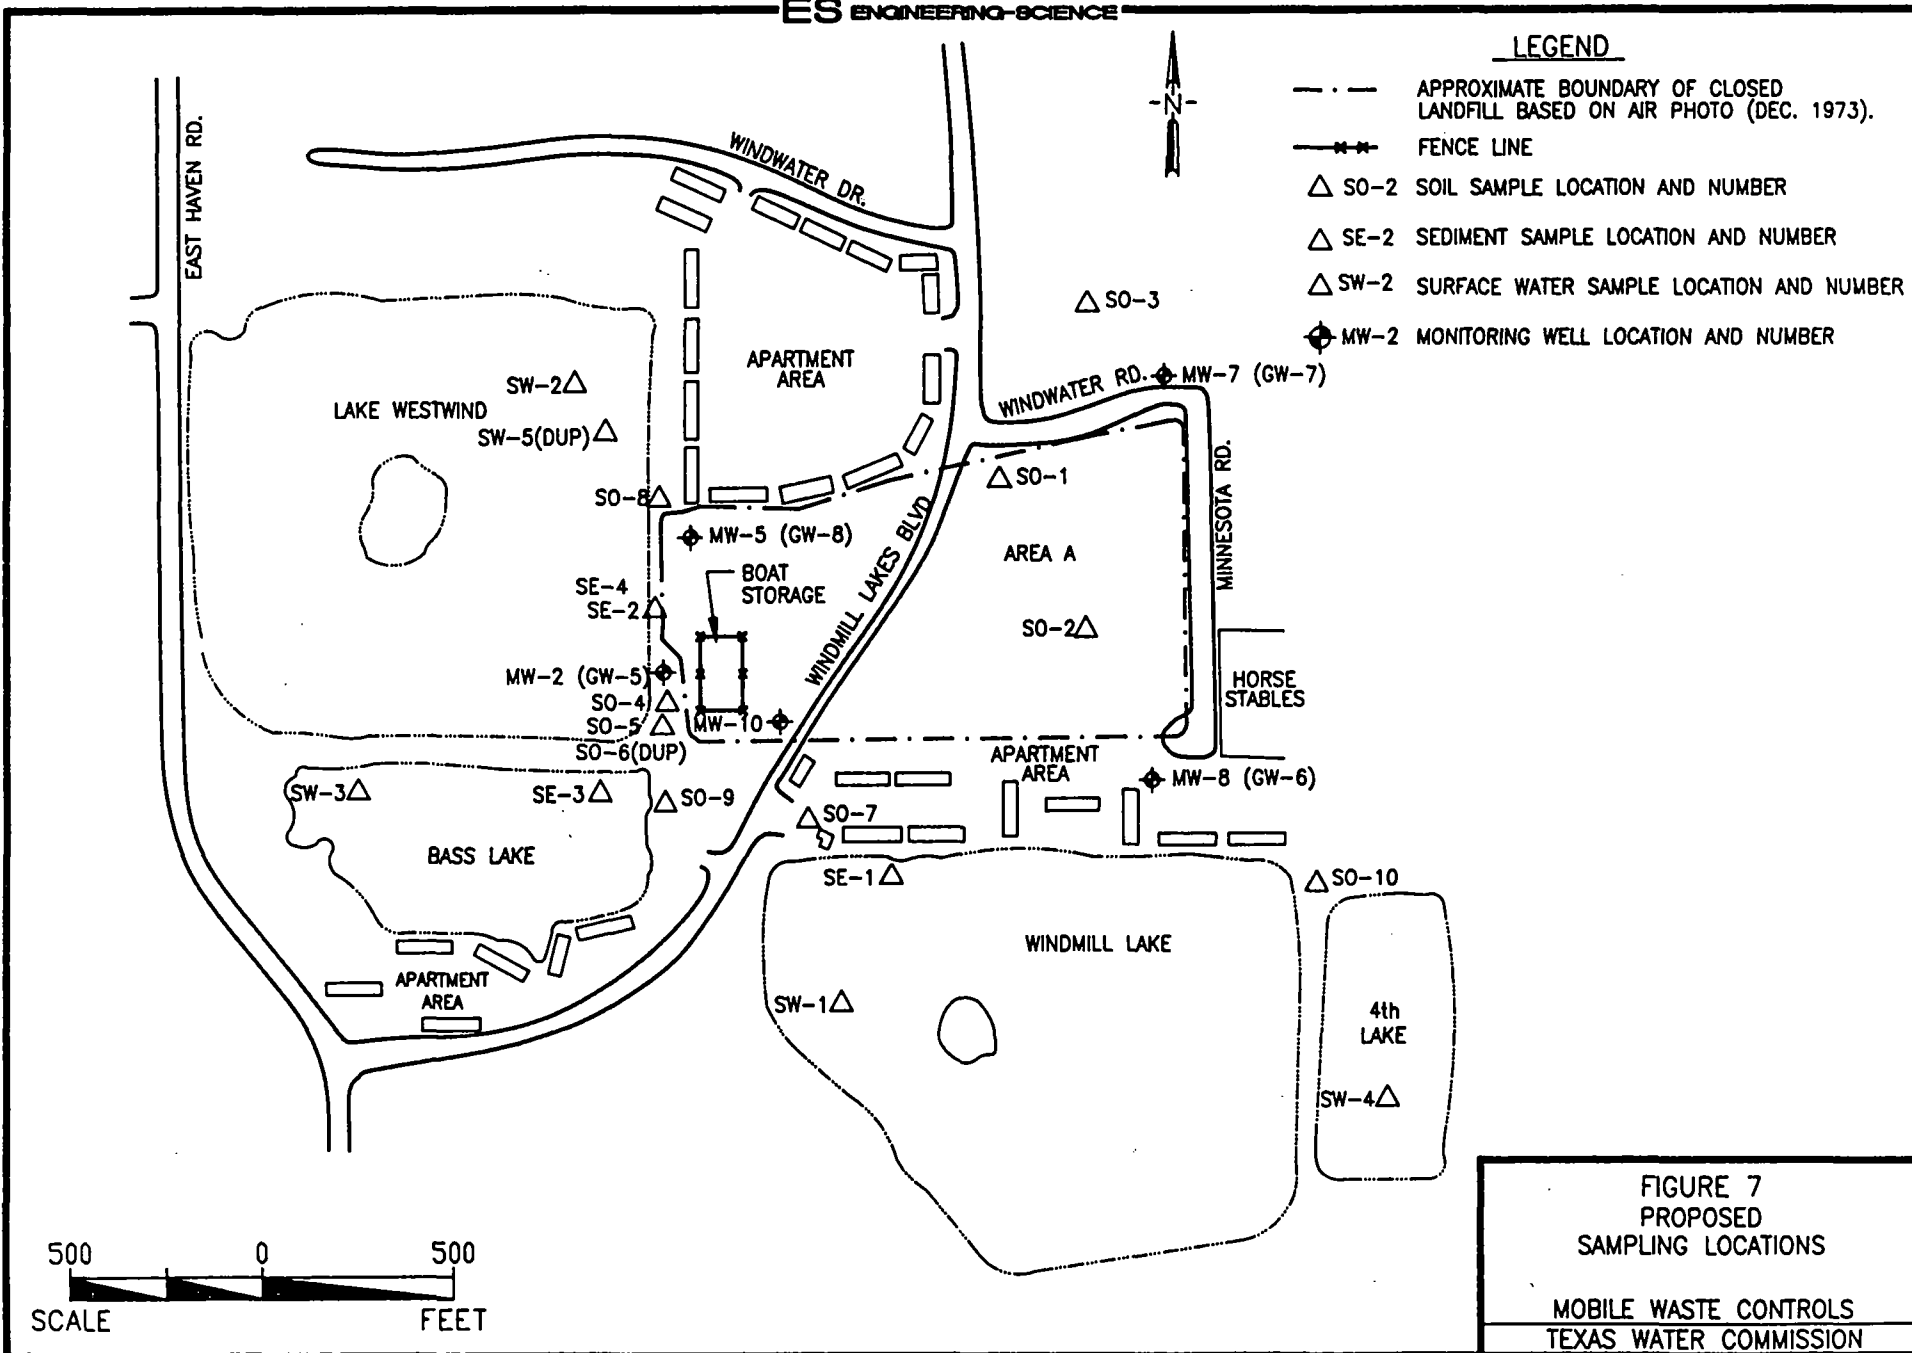 ES ENGINEERING-SCIENCE
LEGEND
APPROXIMATE BOUNDARY OF CLOSED
LANDFILL BASED ON AIR PHOTO (DEC. 1973).
FENCE LINE
SO-2 SOIL SAMPLE LOCATION AND NUMBER
SE-2 SEDIMENT SAMPLE LOCATION AND NUMBER
SW-2 SURFACE WATER SAMPLE LOCATION AND NUMBER
MW-2 MONITORING WELL LOCATION AND NUMBER
N
EAST HAVEN RD.
WINDWATER DR.
SO-3
APARTMENT
AREA
WINDWATER RD.
MW-7 (GW-7)
SW-2
LAKE WESTWIND
SW-5(DUP)
SO-8
SO-1
MINNESOTA RD.
MW-5 (GW-8)
WINDMILL LAKES BLVD
AREA A
BOAT
STORAGE
SE-4
SE-2
SO-2
MW-2 (GW-5)
SO-4
SO-5
SO-6(DUP)
MW-10
HORSE
STABLES
APARTMENT
AREA
MW-8 (GW-6)
SW-3
SE-3
SO-9
SO-7
BASS LAKE
SE-1
SO-10
WINDMILL LAKE
APARTMENT
AREA
SW-1
4th
LAKE
SW-4
500 0 500
SCALE FEET
FIGURE 7
PROPOSED
SAMPLING LOCATIONS
MOBILE WASTE CONTROLS
TEXAS WATER COMMISSION